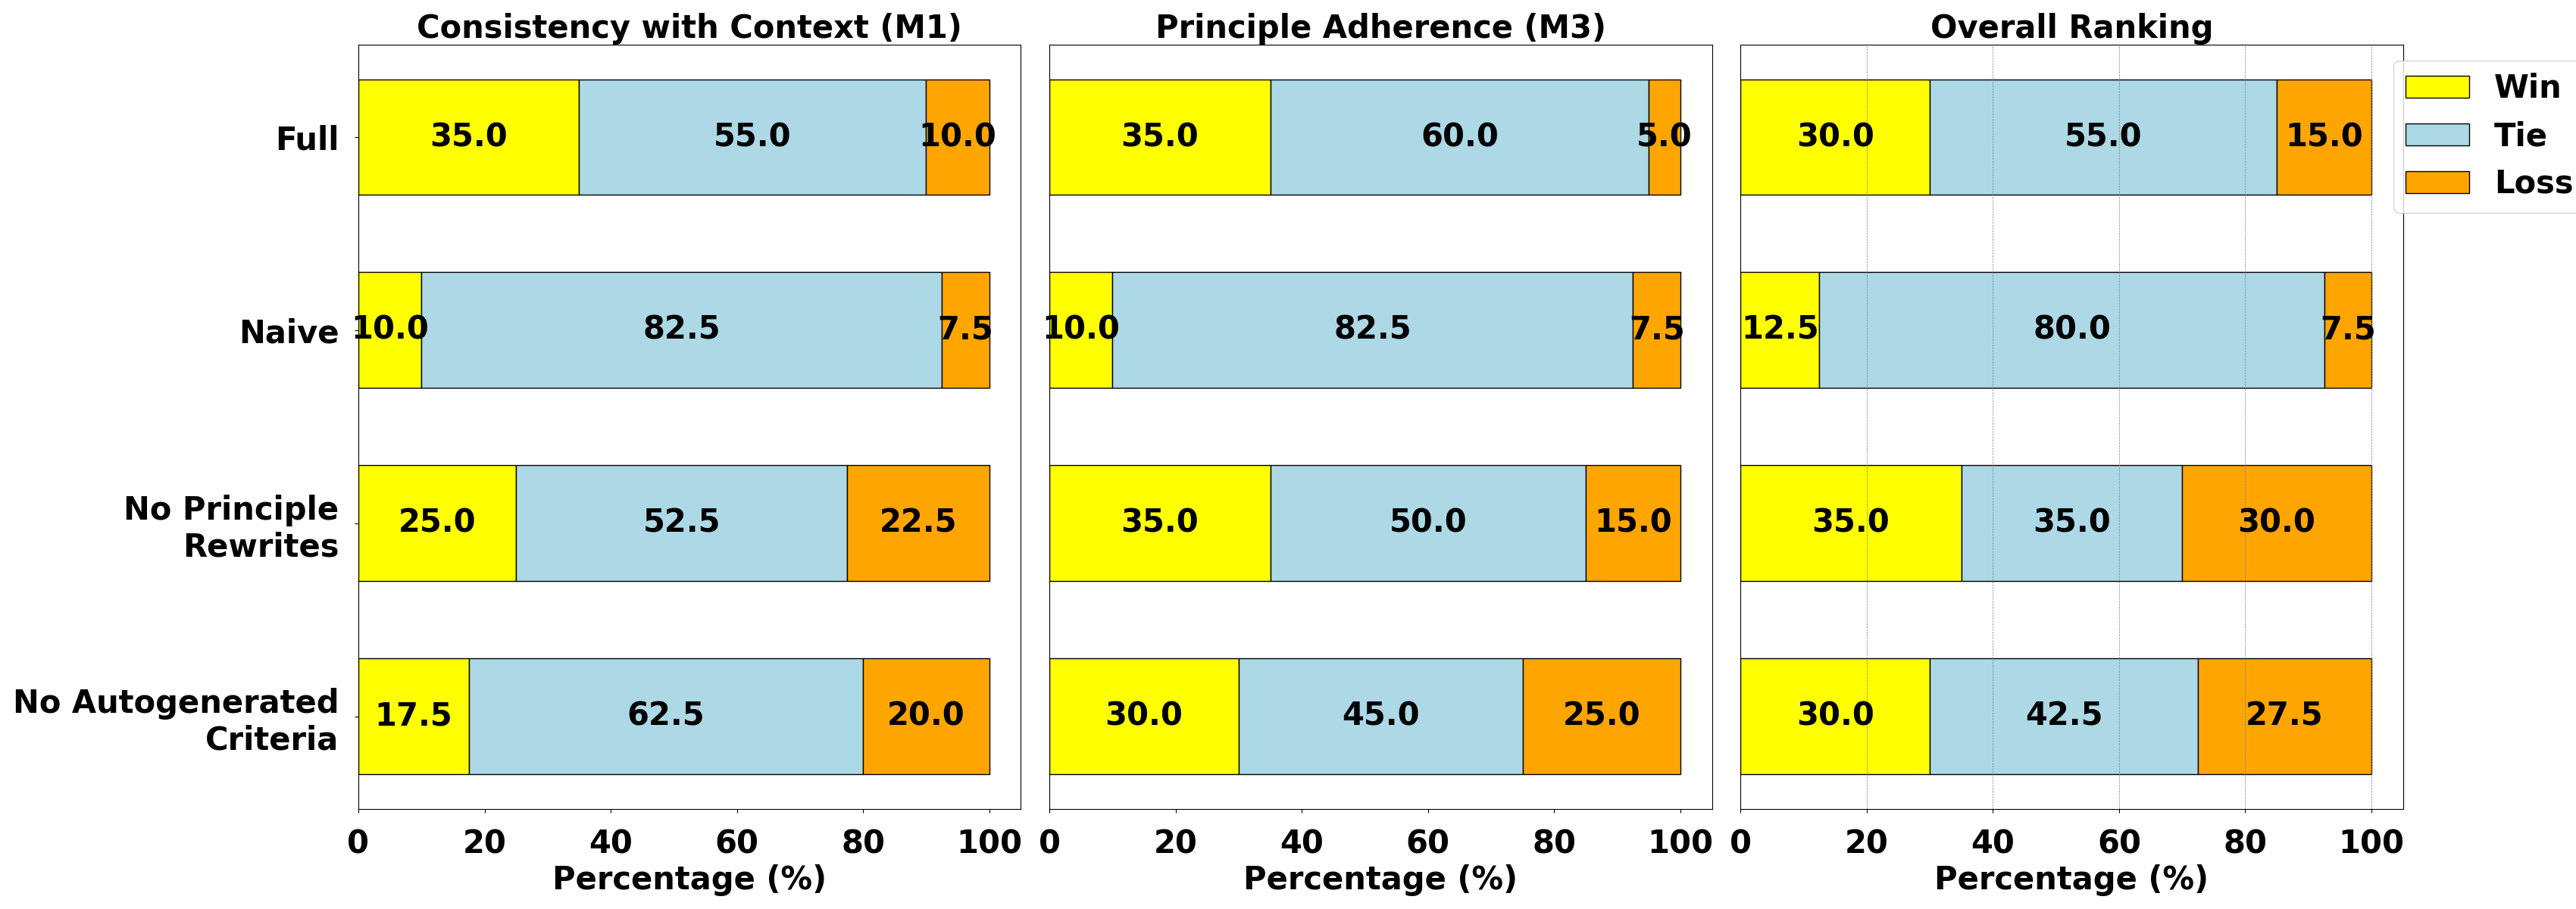 Consistency with Context (M1)
Principle Adherence (M3)
Overall Ranking
Win
Tie
Loss
Full
35.0
55.0
10.0
35.0
60.0
5.0
30.0
55.0
15.0
Naive
10.0
82.5
7.5
10.0
82.5
7.5
12.5
80.0
7.5
No Principle
Rewrites
25.0
52.5
22.5
35.0
50.0
15.0
35.0
35.0
30.0
No Autogenerated
Criteria
17.5
62.5
20.0
30.0
45.0
25.0
30.0
42.5
27.5
0 20 40 60 80 100
0 20 40 60 80 100
0 20 40 60 80 100
Percentage (%)
Percentage (%)
Percentage (%)